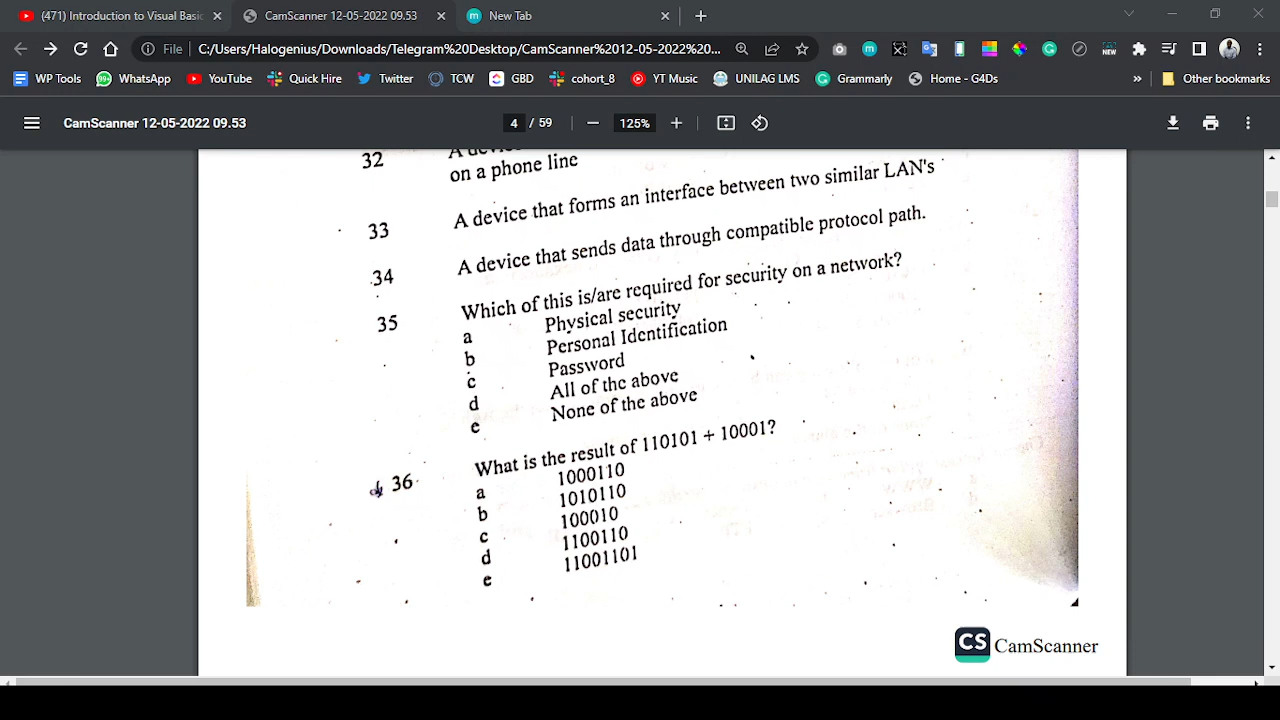 (471) Introduction to Visual Basic
CamScanner 12-05-2022 09.53
New Tab
File C:/Users/Halogenius/Downloads/Telegram%20Desktop/CamScanner%2012-05-2022%20...
NEW
WP Tools WhatsApp YouTube Quick Hire Twitter TCW GBD cohort_8 YT Music UNILAG LMS Grammarly Home - G4Ds » Other bookmarks
99+
CamScanner 12-05-2022 09.53 4 / 59 125%
32 A
on a phone line
33 A device that forms an interface between two similar LAN's
34 A device that sends data through compatible protocol path.
35 Which of this is/are required for security on a network?
a Physical security
b Personal Identification
c Password
d All of the above
e None of the above
36 What is the result of 110101 + 10001?
a 1000110
b 1010110
c 100010
d 1100110
e 11001101
CS CamScanner